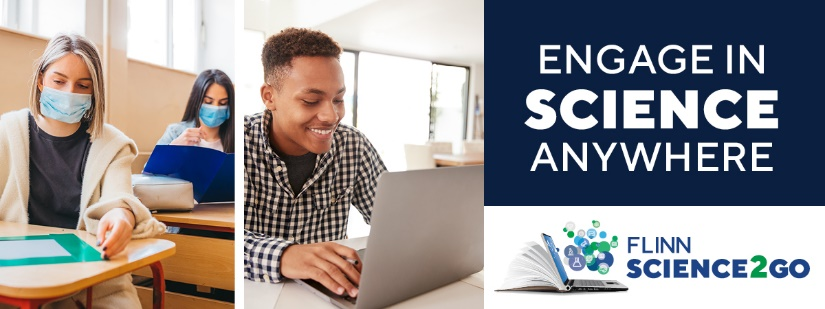 ENGAGE IN
SCIENCE
ANYWHERE
FLINN
SCIENCE2GO